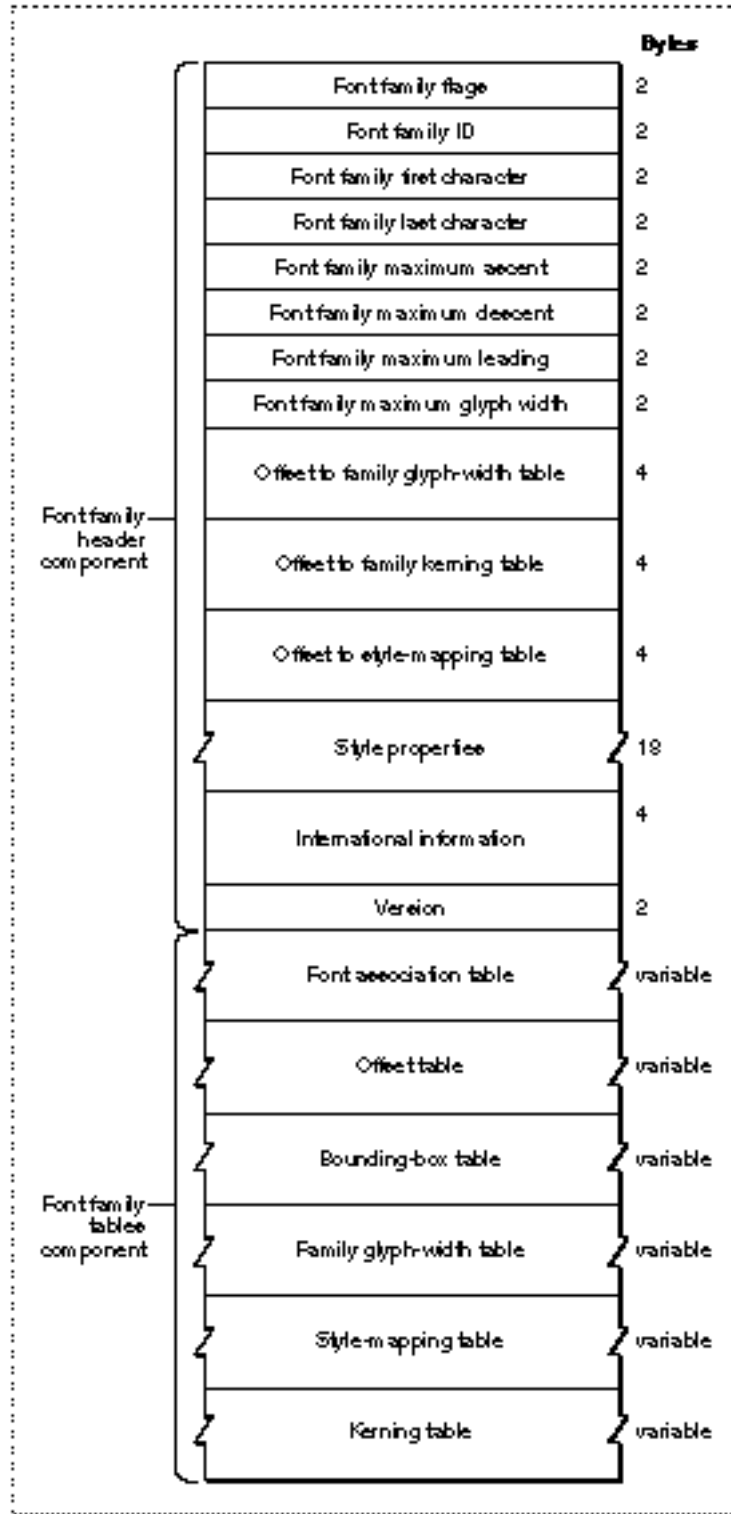 Bytes
Font family flags 2
Font family ID 2
Font family first character 2
Font family last character 2
Font family maximum ascent 2
Font family maximum descent 2
Font family maximum leading 2
Font family maximum glyph width 2
Offset to family glyph-width table 4
Font family
header
component
Offset to family kerning table 4
Offset to style-mapping table 4
Style properties 18
International information 4
Version 2
Font association table variable
Offset table variable
Bounding-box table variable
Font family
tables
component
Family glyph-width table variable
Style-mapping table variable
Kerning table variable